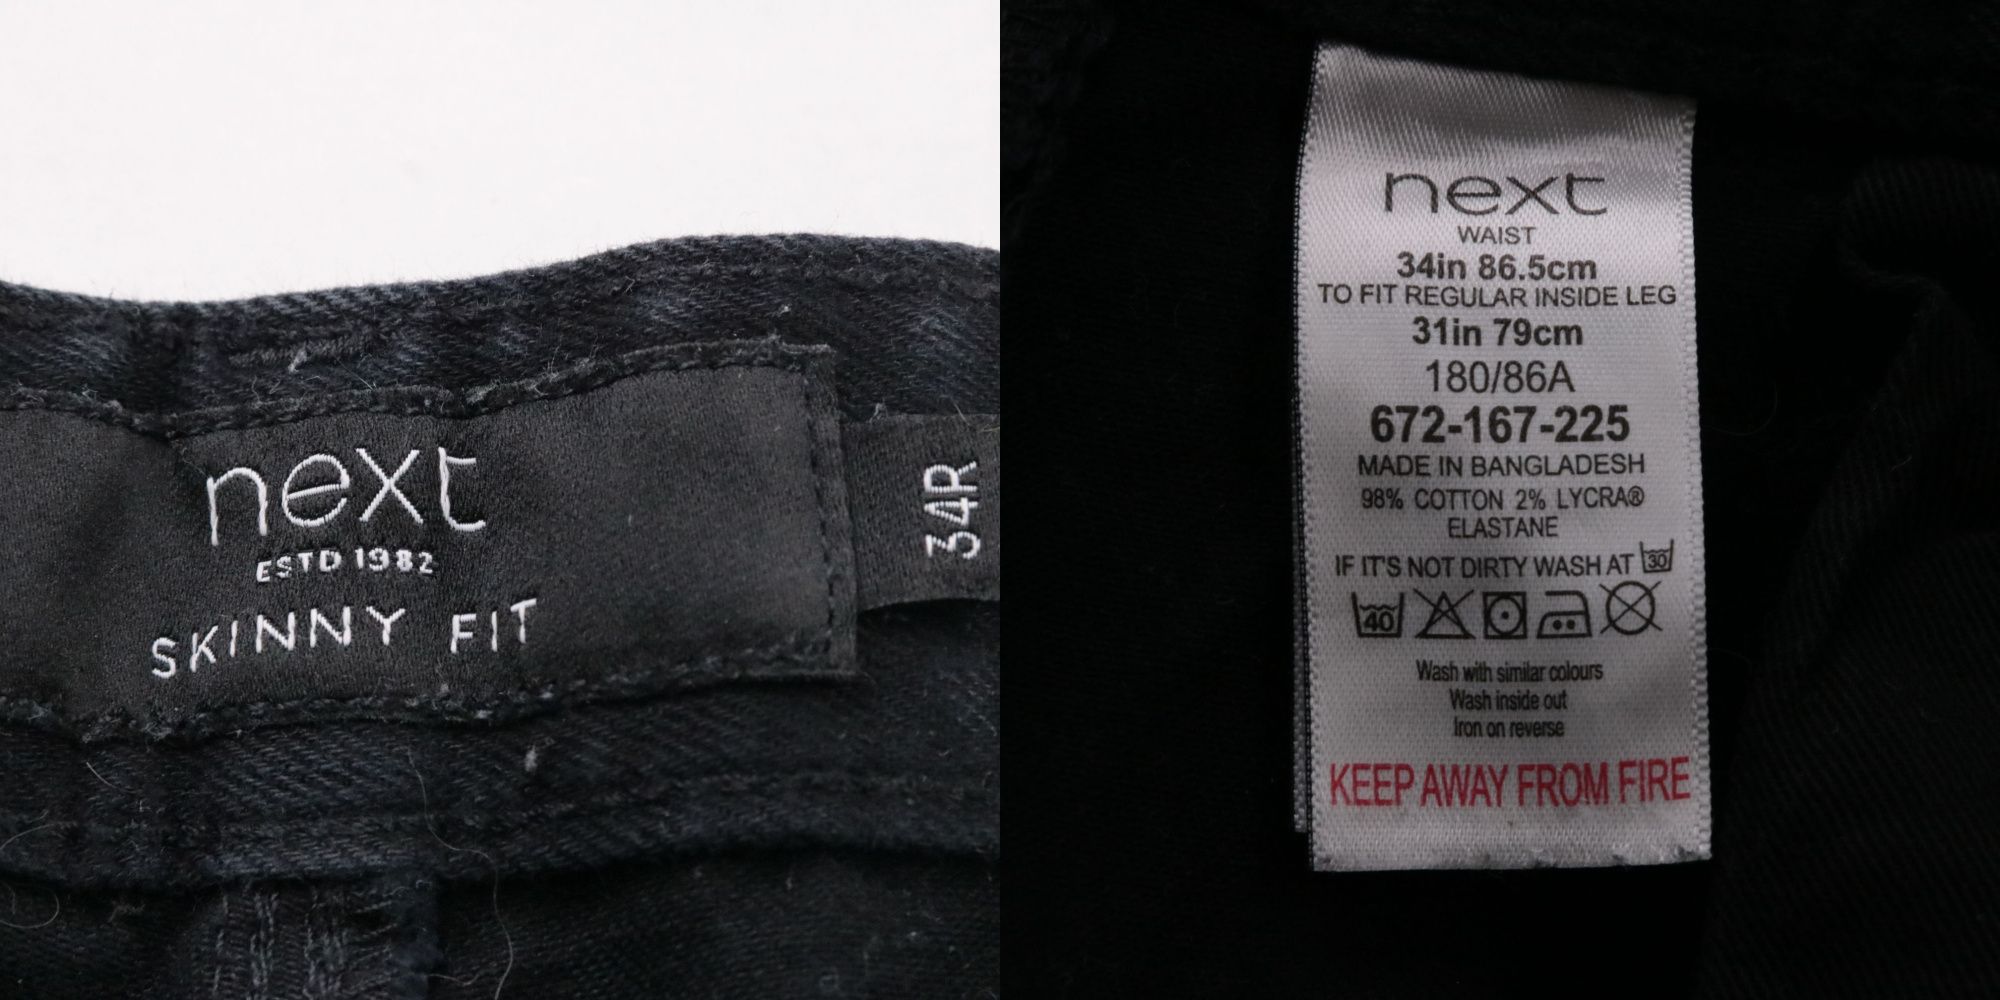 next
ESTD 1982
SKINNY FIT
34R
next
WAIST
34in 86.5cm
TO FIT REGULAR INSIDE LEG
31in 79cm
180/86A
672-167-225
MADE IN BANGLADESH
98% COTTON 2% LYCRA®
ELASTANE
IF IT'S NOT DIRTY WASH AT 30
40
Wash with similar colours
Wash inside out
Iron on reverse
KEEP AWAY FROM FIRE